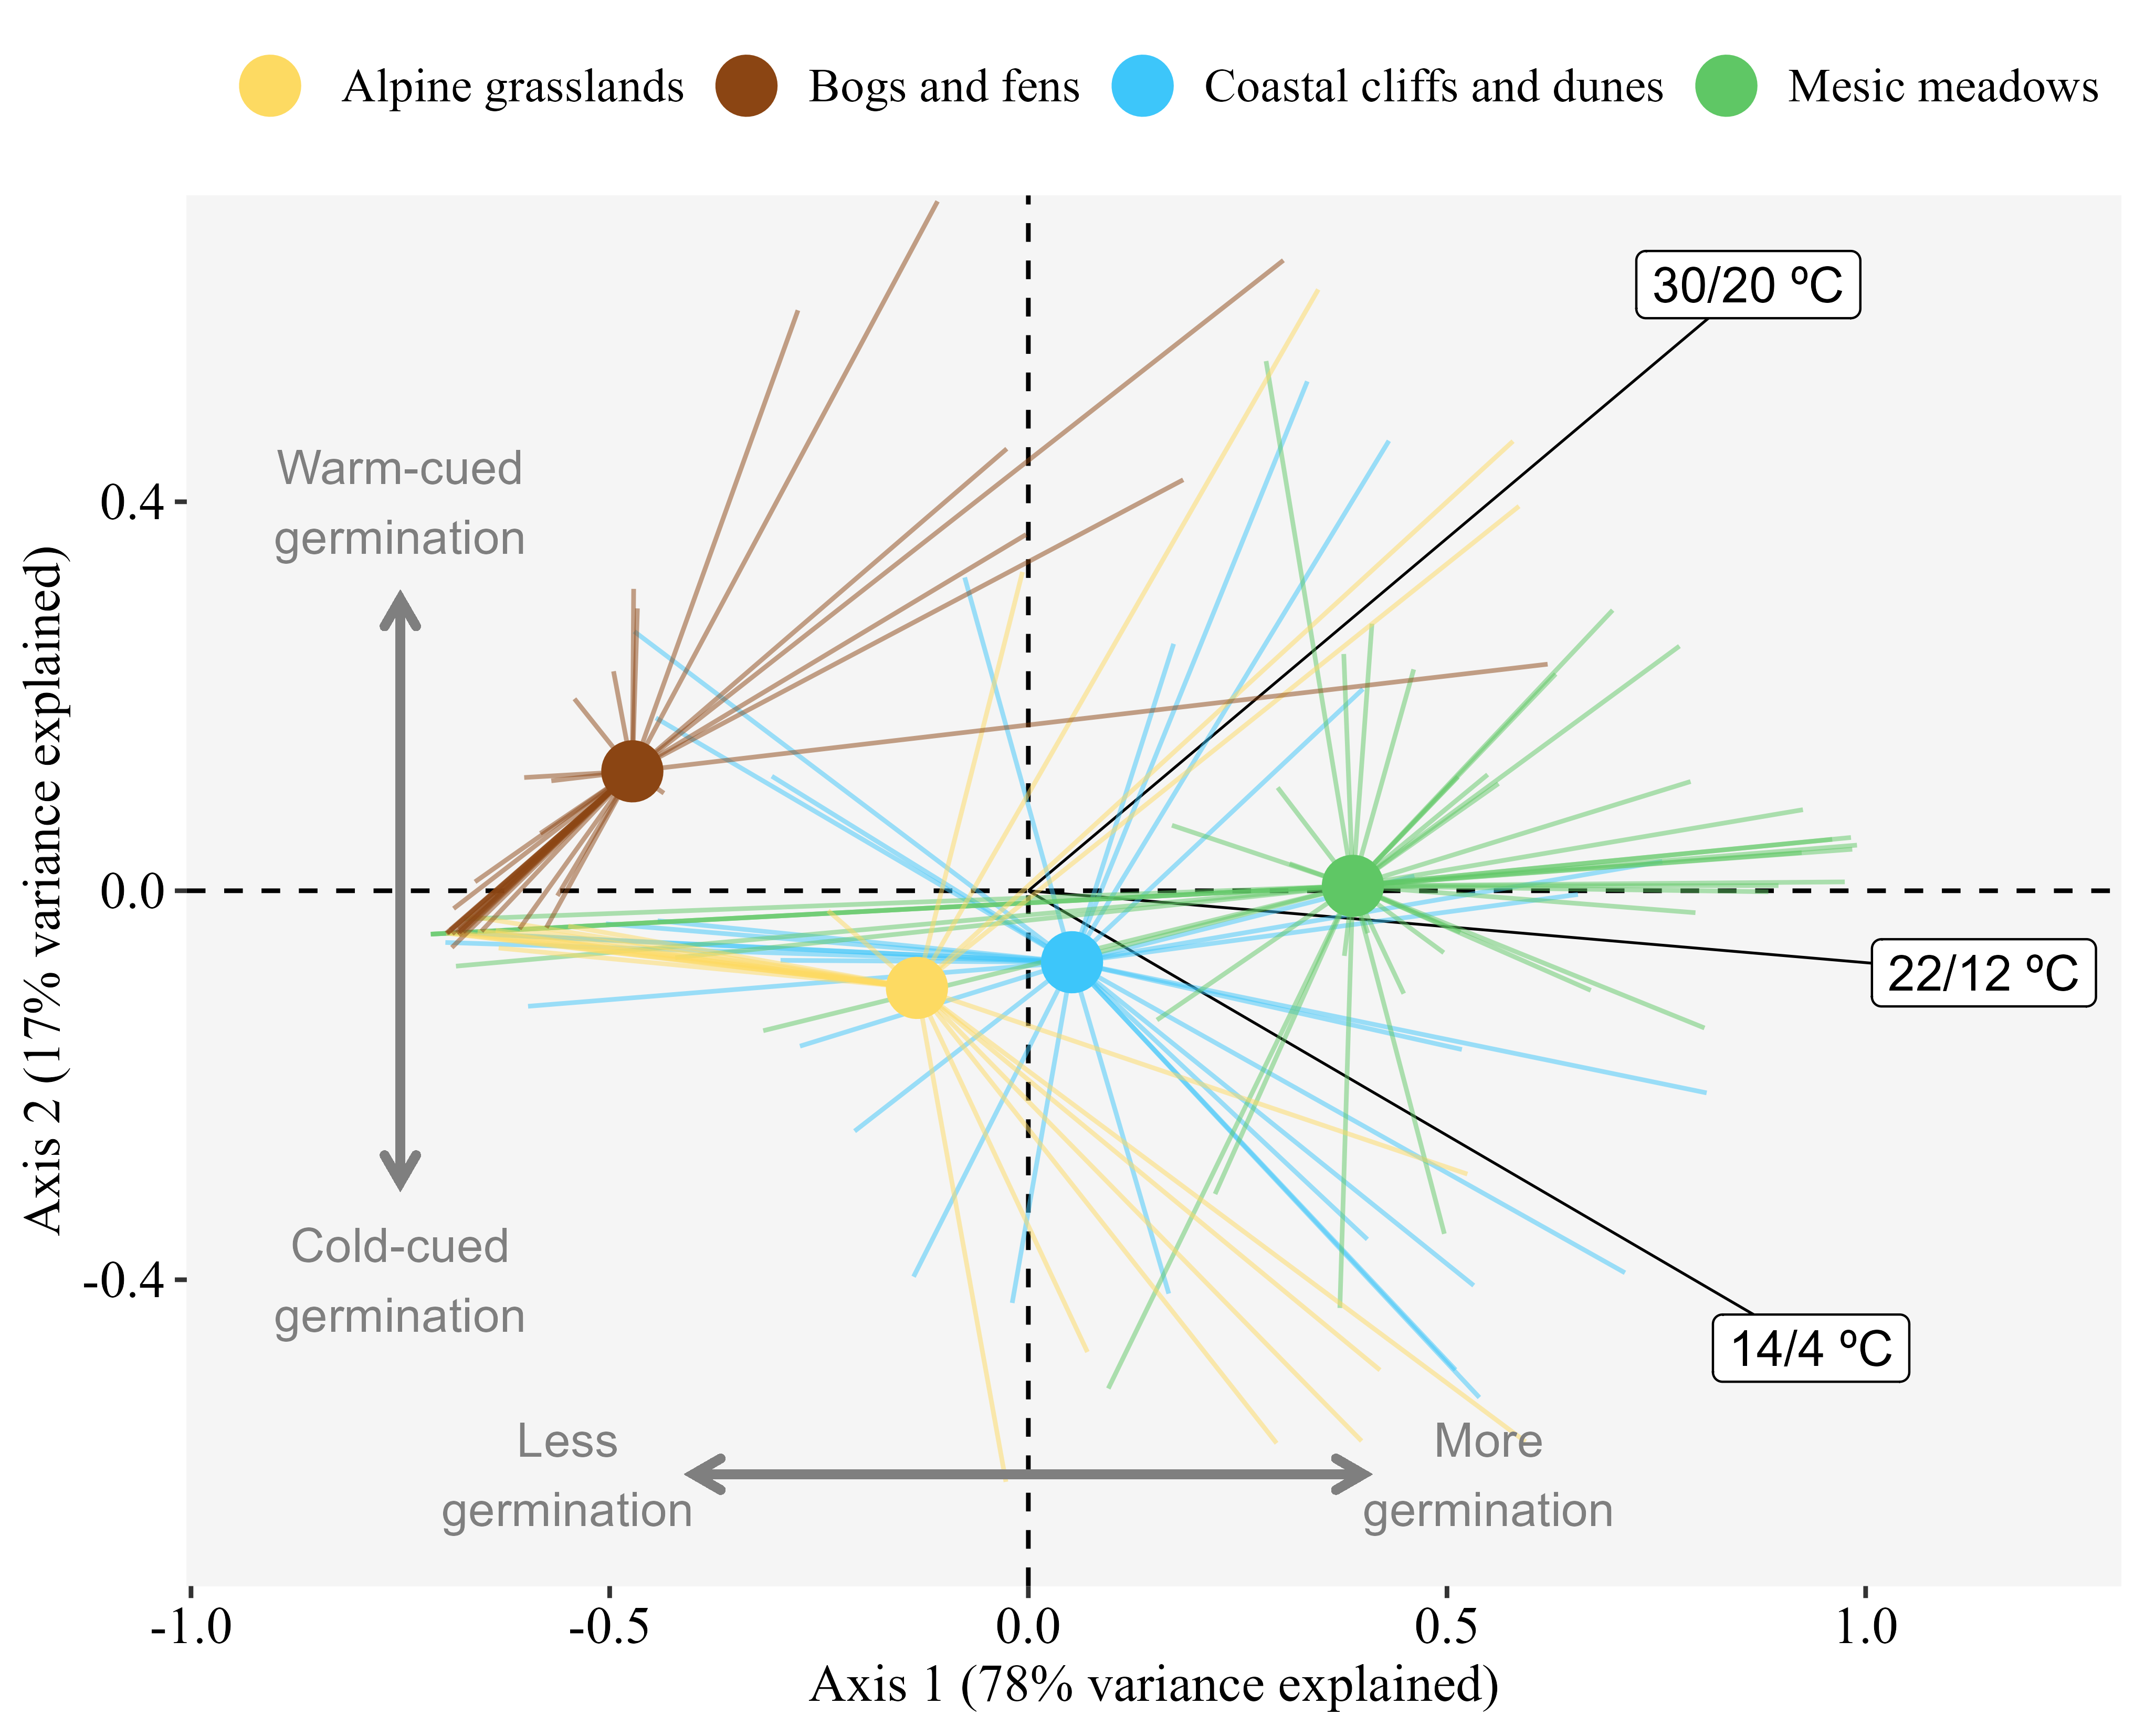 Alpine grasslands Bogs and fens Coastal cliffs and dunes Mesic meadows
30/20 ºC
Warm-cued
germination
0.4
0.0
22/12 ºC
Axis 2 (17% variance explained)
Cold-cued
germination
-0.4
14/4 ºC
Less
germination
More
germination
-1.0 -0.5 0.0 0.5 1.0
Axis 1 (78% variance explained)